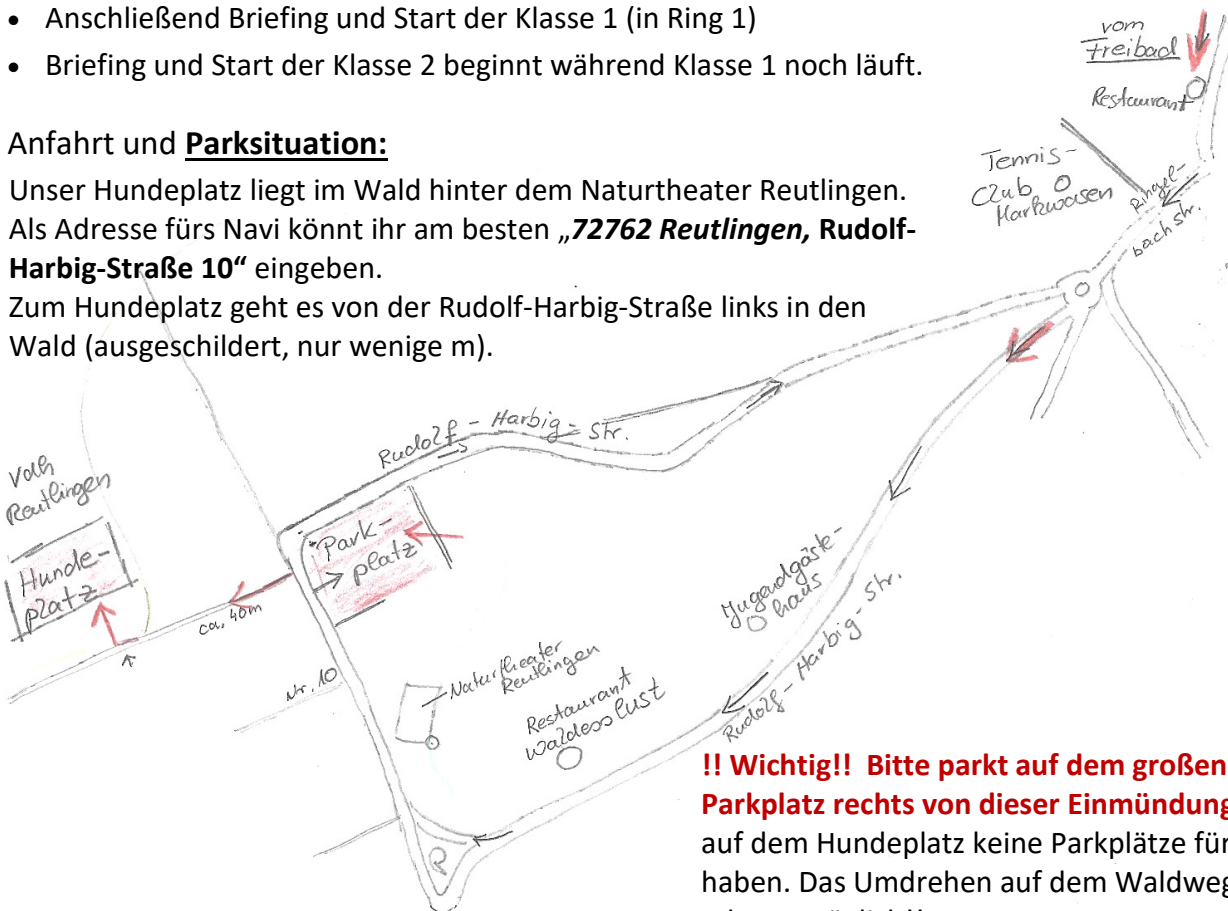 • Anschließend Briefing und Start der Klasse 1 (in Ring 1)
• Briefing und Start der Klasse 2 beginnt während Klasse 1 noch läuft.
vom
Freibad
Restaurant
Anfahrt und Parksituation:
Tennis-
Club
Markwasen
Ringel-
bachstr.
Unser Hundeplatz liegt im Wald hinter dem Naturtheater Reutlingen.
Als Adresse fürs Navi könnt ihr am besten „72762 Reutlingen, Rudolf-
Harbig-Straße 10“ eingeben.
Zum Hundeplatz geht es von der Rudolf-Harbig-Straße links in den
Wald (ausgeschildert, nur wenige m).
Rudolf-Harbig-Str.
VdH
Reutlingen
Hunde-
platz
Park-
platz
ca. 40m
Jugendgäste-
haus
Rudolf-Harbig-Str.
Nr. 10
Naturtheater
Reutlingen
Restaurant
Waldesslust
!! Wichtig!! Bitte parkt auf dem großen
Parkplatz rechts von dieser Einmündung
auf dem Hundeplatz keine Parkplätze für
haben. Das Umdrehen auf dem Waldweg